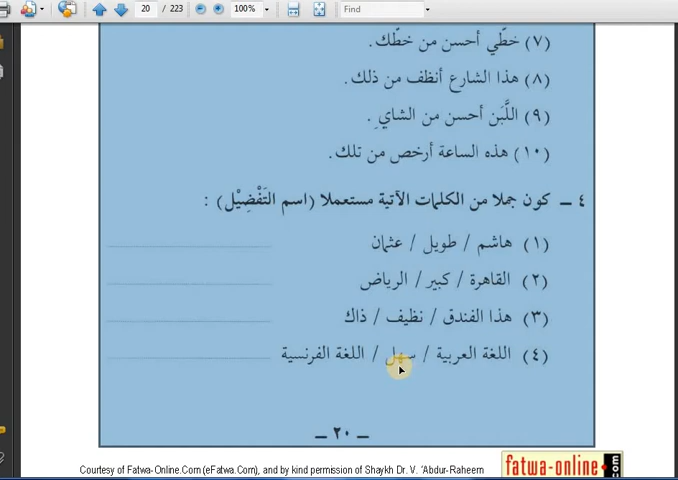 20 / 223
100%
Find
(٧) خطّي أحسن من خطّك.
(٨) هذا الشارع أنظف من ذلك.
(٩) اللَّبَن أحسن من الشايِ.
(١٠) هذه الساعة أرخص من تلك.
٤ ــ كون جملا من الكلمات الآتية مستعملا (اسم التَفْضِيْل) :
(١) هاشم / طويل / عثمان
(٢) القاهرة / كبير / الرياض
(٣) هذا الفندق / نظيف / ذاك
(٤) اللغة العربية / سهل / اللغة الفرنسية
ــ ٢٠ ــ
Courtesy of Fatwa-Online.Com (eFatwa.Com), and by kind permission of Shaykh Dr. V. 'Abdur-Raheem
fatwa-online.com